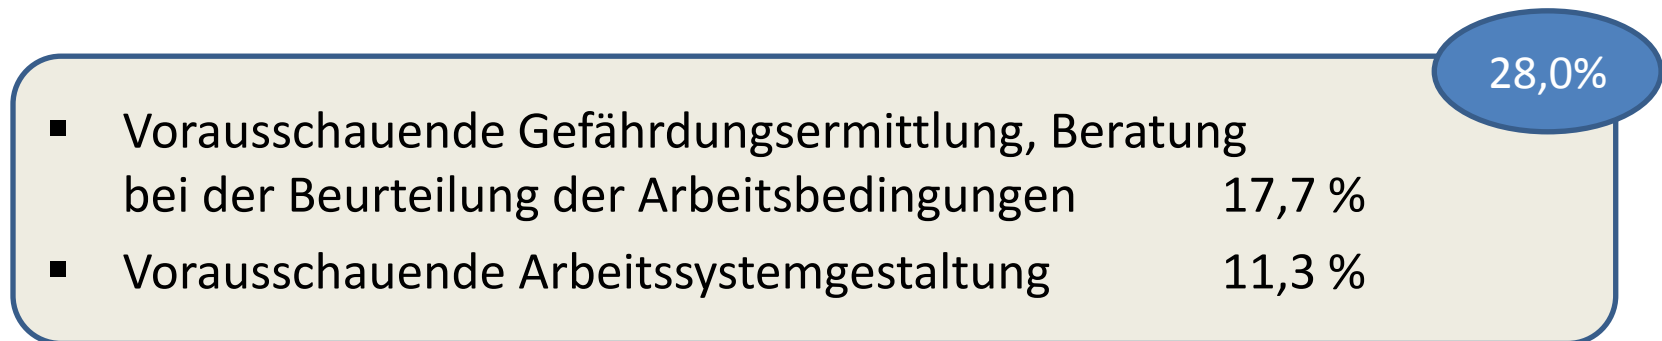 28,0%
▪ Vorausschauende Gefährdungsermittlung, Beratung
bei der Beurteilung der Arbeitsbedingungen 17,7 %
▪ Vorausschauende Arbeitssystemgestaltung 11,3 %